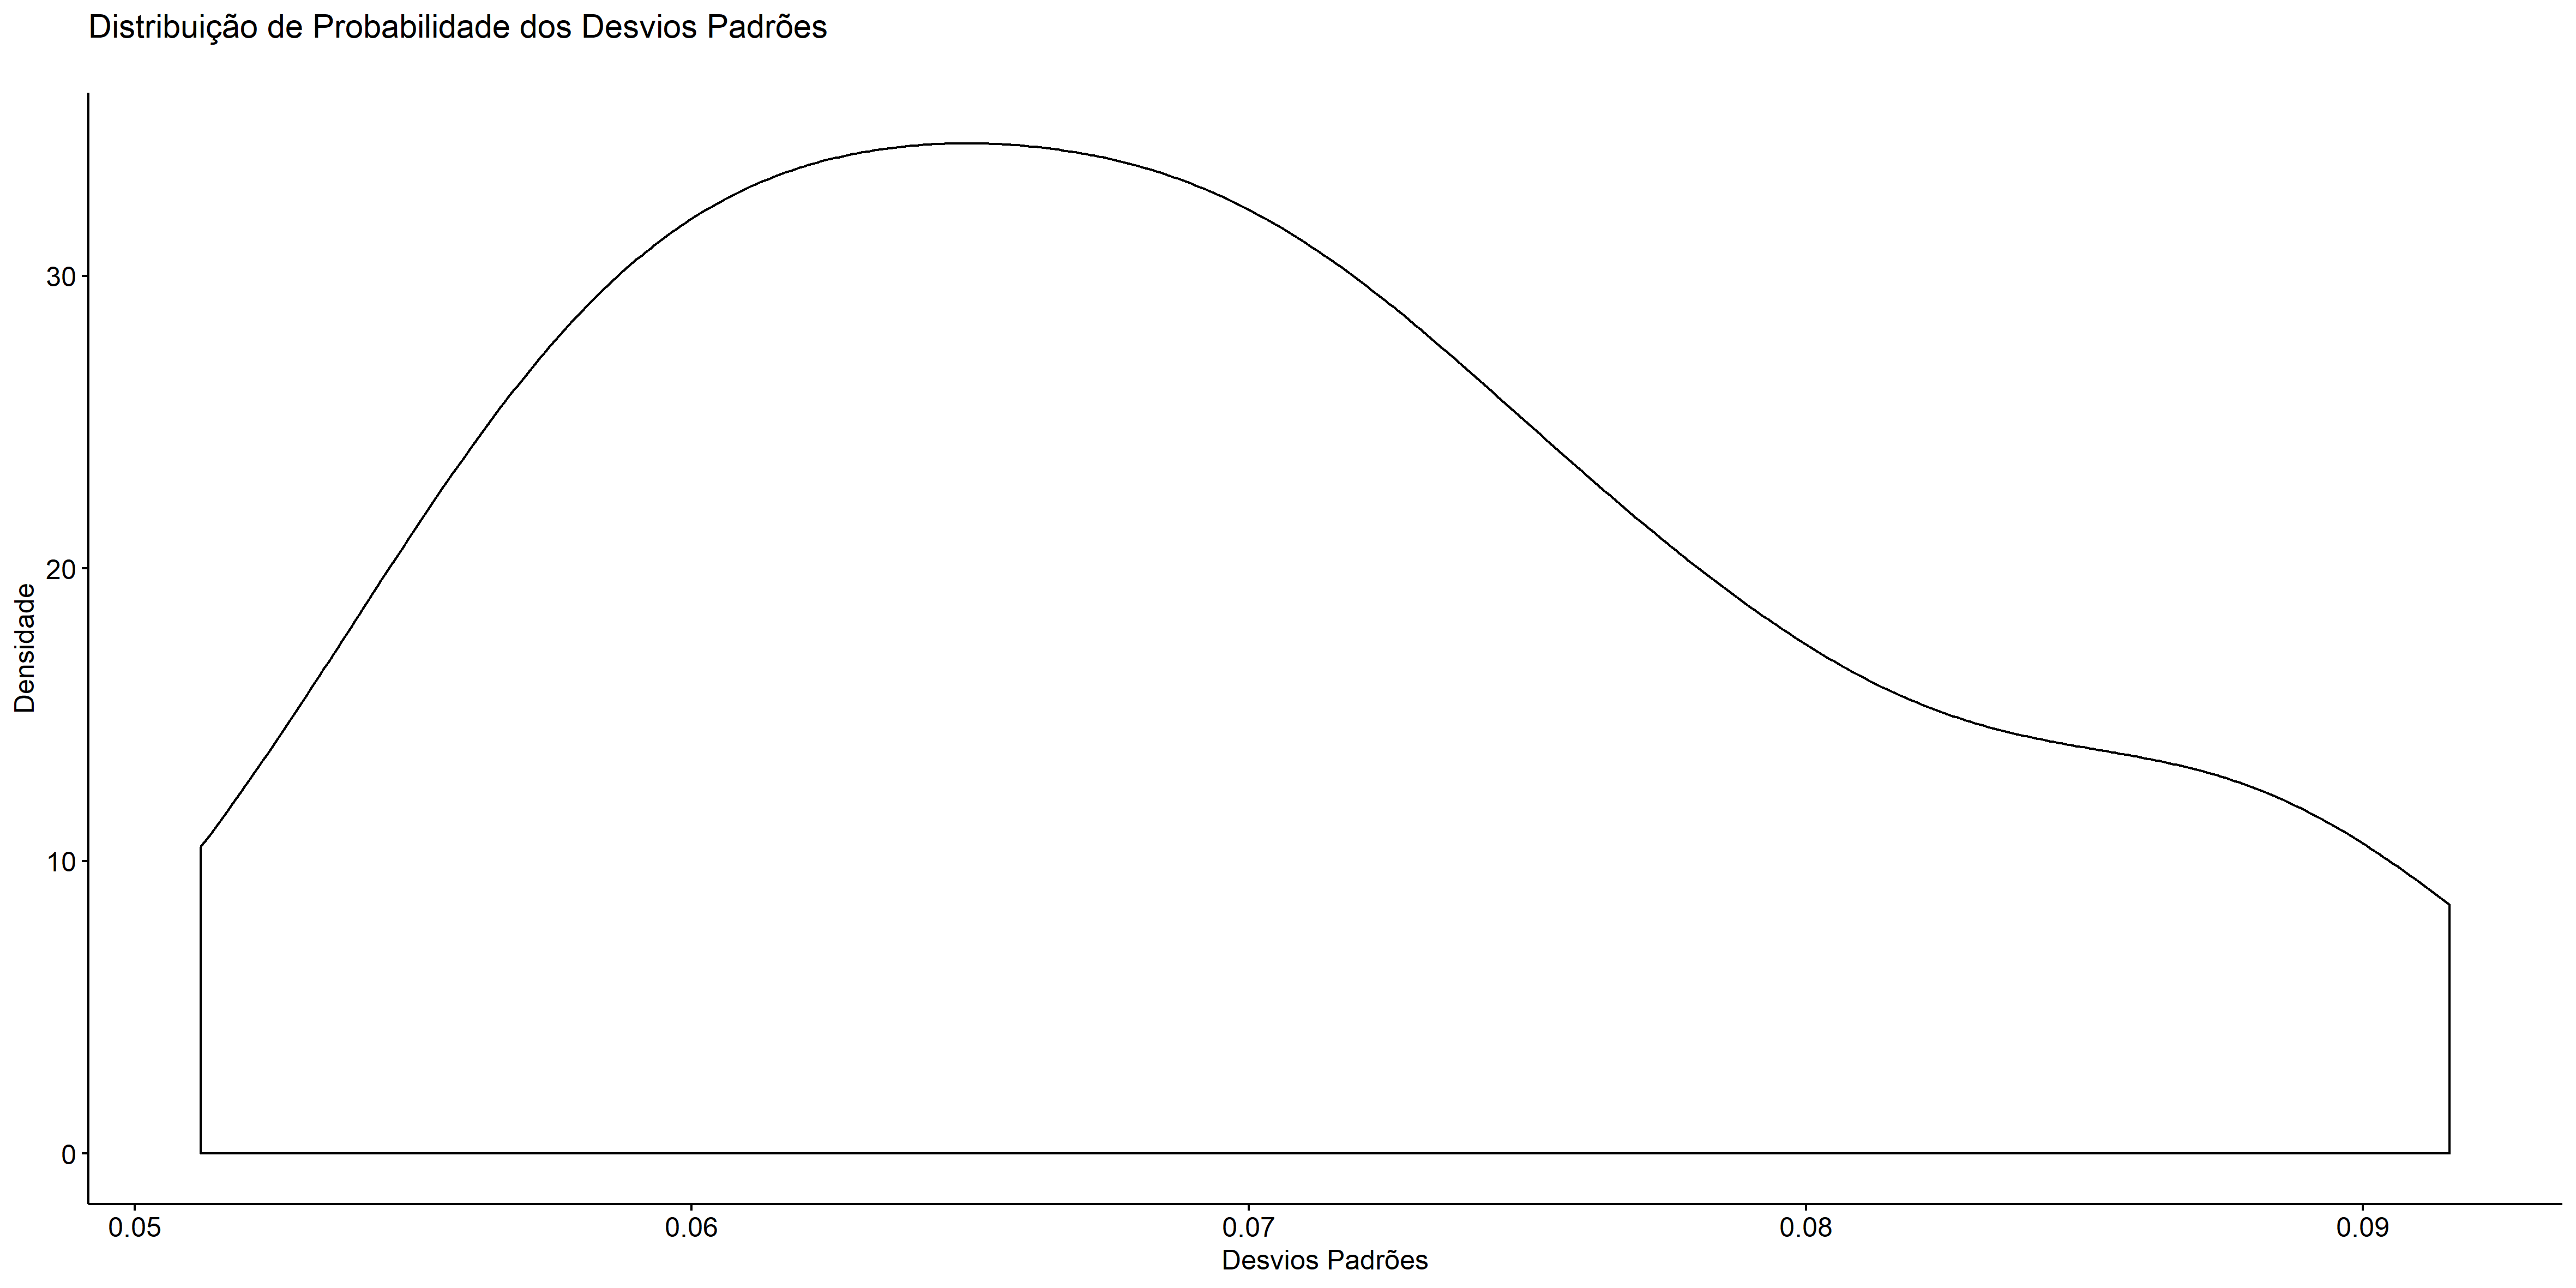 Distribuição de Probabilidade dos Desvios Padrões
30
20
10
0
Densidade
0.05 0.06 0.07 0.08 0.09
Desvios Padrões